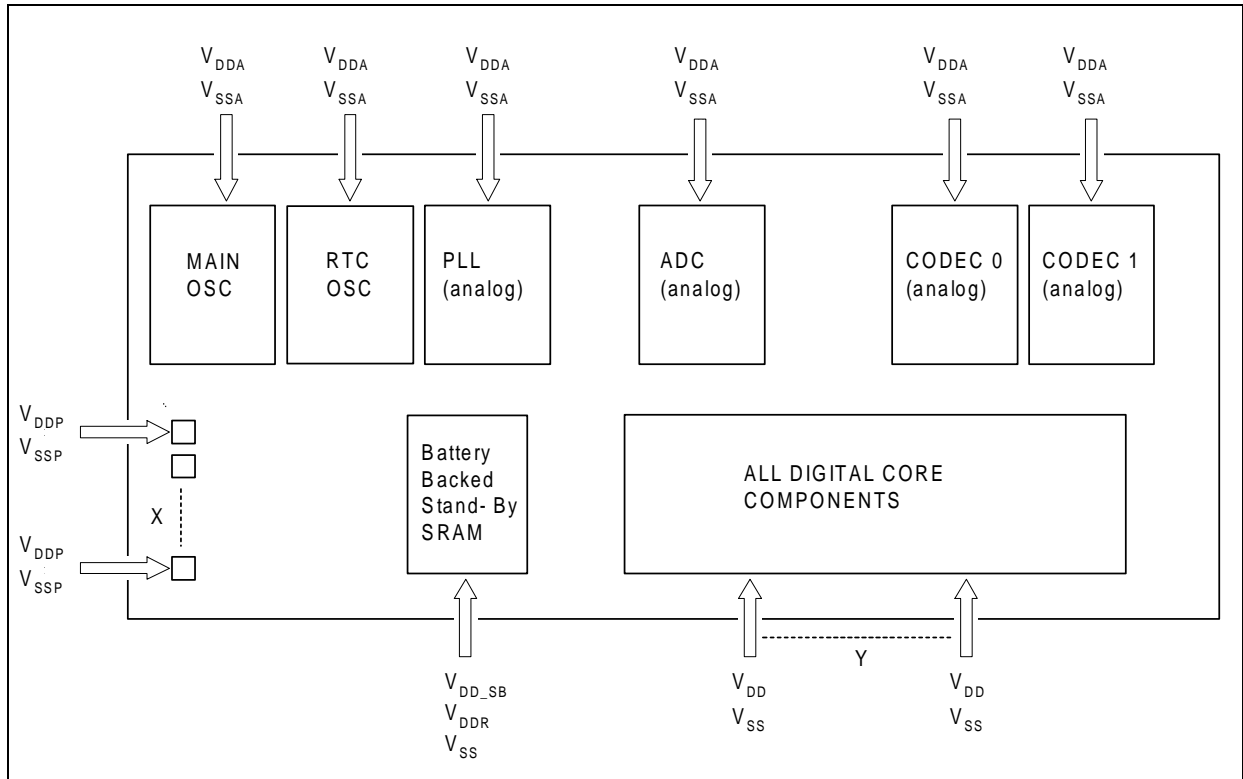 VDDA VDDA VDDA VDDA VDDA VDDA
VSSA VSSA VSSA VSSA VSSA VSSA
MAIN
OSC
RTC
OSC
PLL
(analog)
ADC
(analog)
CODEC 0
(analog)
CODEC 1
(analog)
VDDP
VSSP
X
VDDP
VSSP
Battery
Backed
Stand- By
SRAM
ALL DIGITAL CORE
COMPONENTS
Y
VDD_SB
VDDR
VSS
VDD
VSS
VDD
VSS